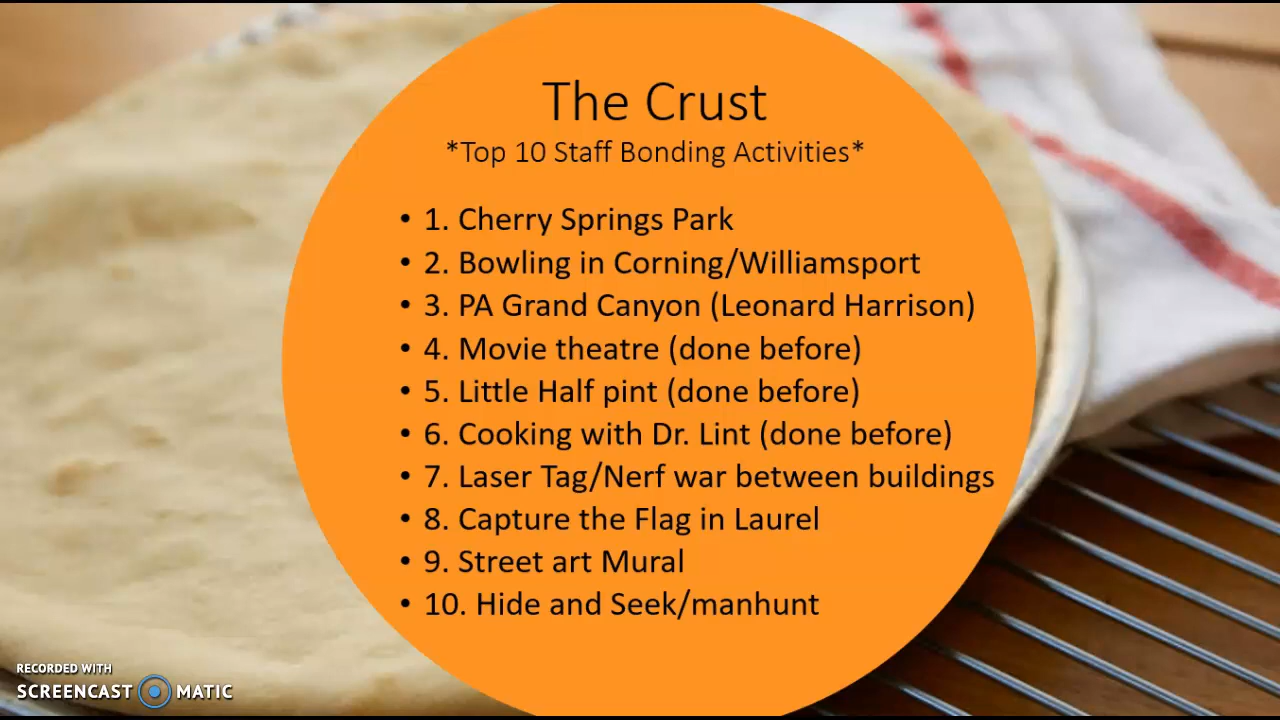 The Crust
*Top 10 Staff Bonding Activities*
• 1. Cherry Springs Park
• 2. Bowling in Corning/Williamsport
• 3. PA Grand Canyon (Leonard Harrison)
• 4. Movie theatre (done before)
• 5. Little Half pint (done before)
• 6. Cooking with Dr. Lint (done before)
• 7. Laser Tag/Nerf war between buildings
• 8. Capture the Flag in Laurel
• 9. Street art Mural
• 10. Hide and Seek/manhunt
RECORDED WITH
SCREENCAST MATIC